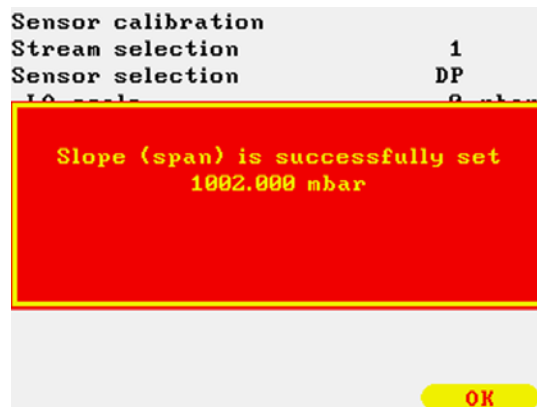 Sensor calibration
Stream selection 1
Sensor selection DP
Slope (span) is successfully set
1002.000 mbar
OK